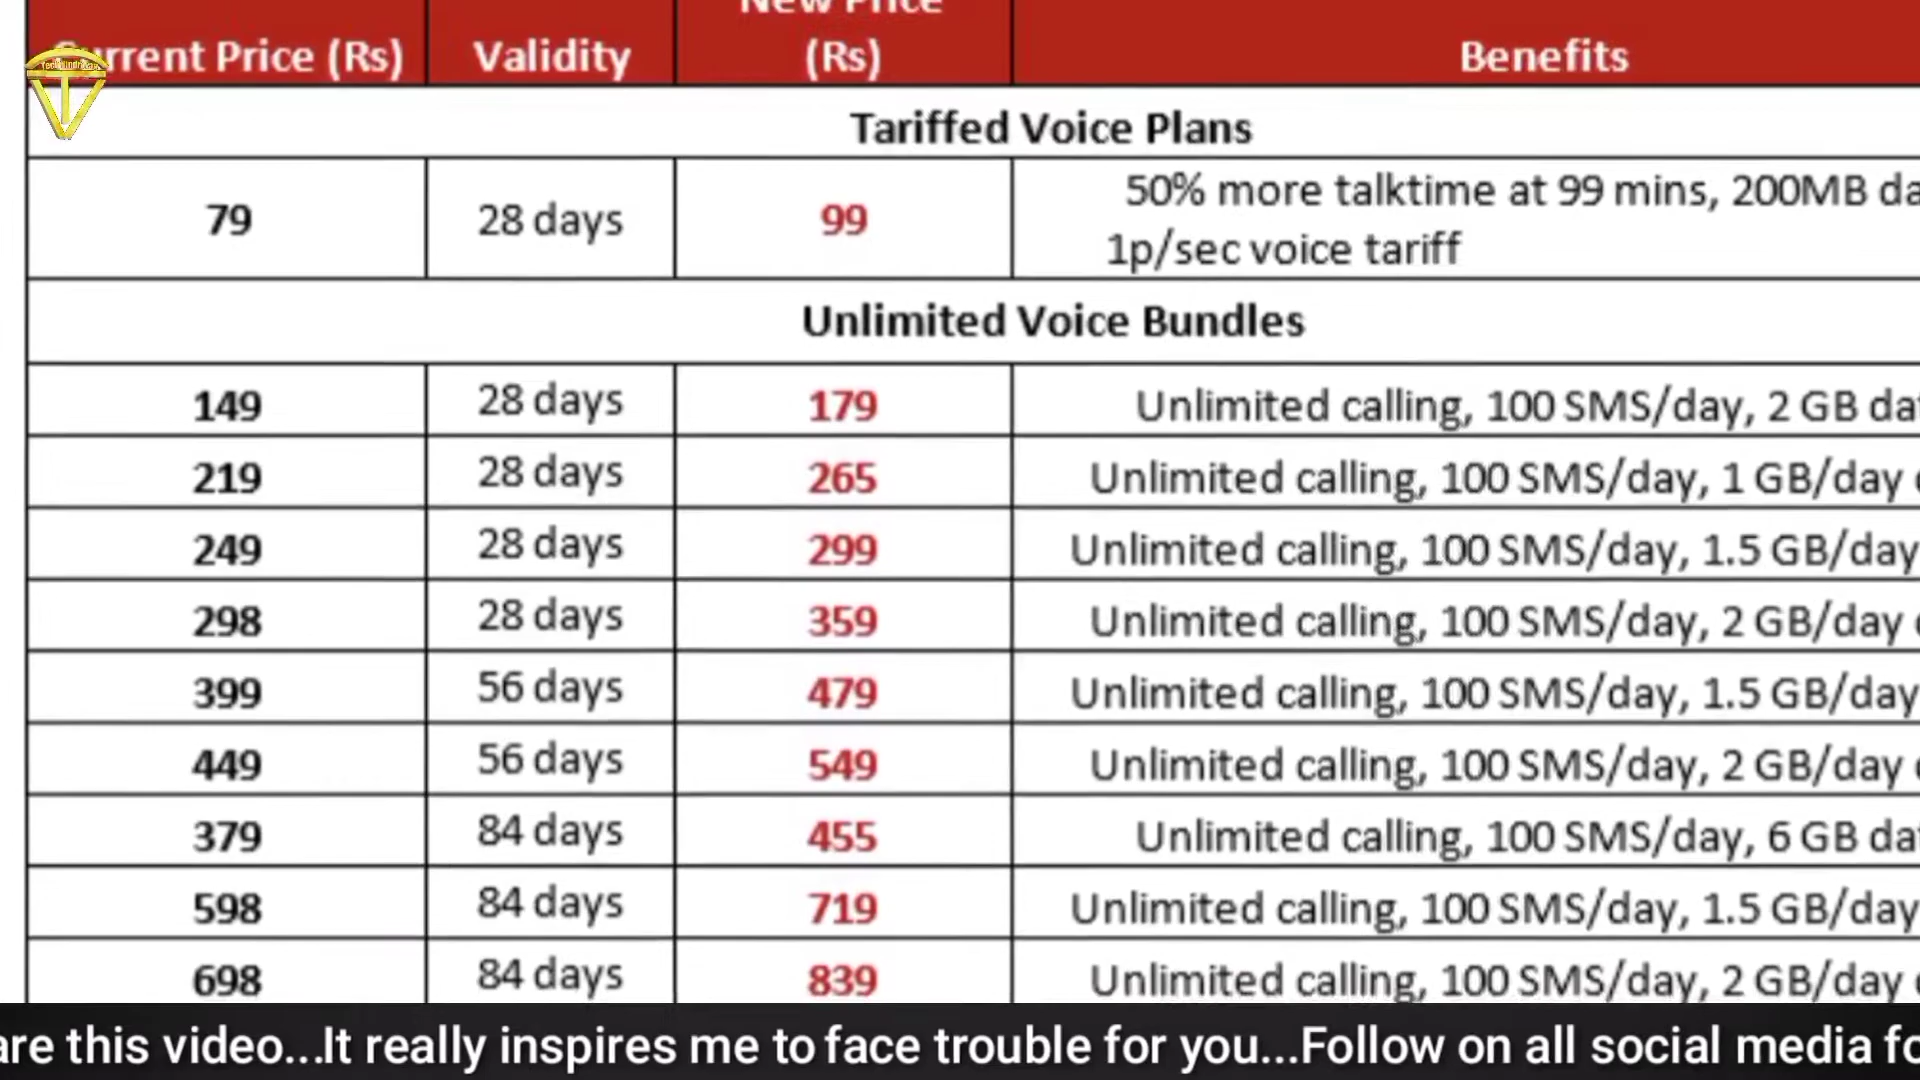 New Price
Current Price (Rs) Validity (Rs) Benefits
Tariffed Voice Plans
79 28 days 99 50% more talktime at 99 mins, 200MB da
1p/sec voice tariff
Unlimited Voice Bundles
149 28 days 179 Unlimited calling, 100 SMS/day, 2 GB dat
219 28 days 265 Unlimited calling, 100 SMS/day, 1 GB/day
249 28 days 299 Unlimited calling, 100 SMS/day, 1.5 GB/day
298 28 days 359 Unlimited calling, 100 SMS/day, 2 GB/day
399 56 days 479 Unlimited calling, 100 SMS/day, 1.5 GB/day
449 56 days 549 Unlimited calling, 100 SMS/day, 2 GB/day
379 84 days 455 Unlimited calling, 100 SMS/day, 6 GB dat
598 84 days 719 Unlimited calling, 100 SMS/day, 1.5 GB/day
698 84 days 839 Unlimited calling, 100 SMS/day, 2 GB/day
are this video...It really inspires me to face trouble for you...Follow on all social media fo